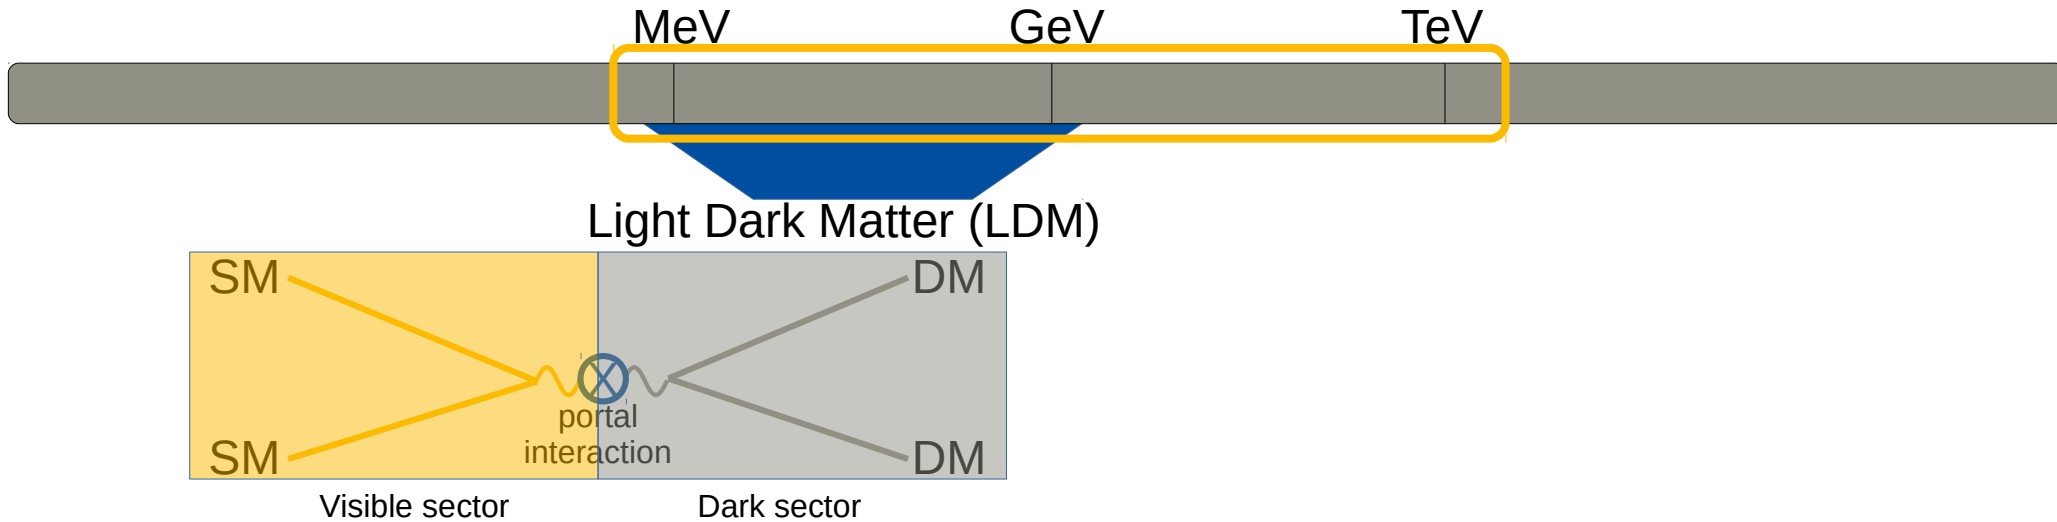 MeV GeV TeV
Light Dark Matter (LDM)
SM DM
portal
interaction
SM DM
Visible sector Dark sector